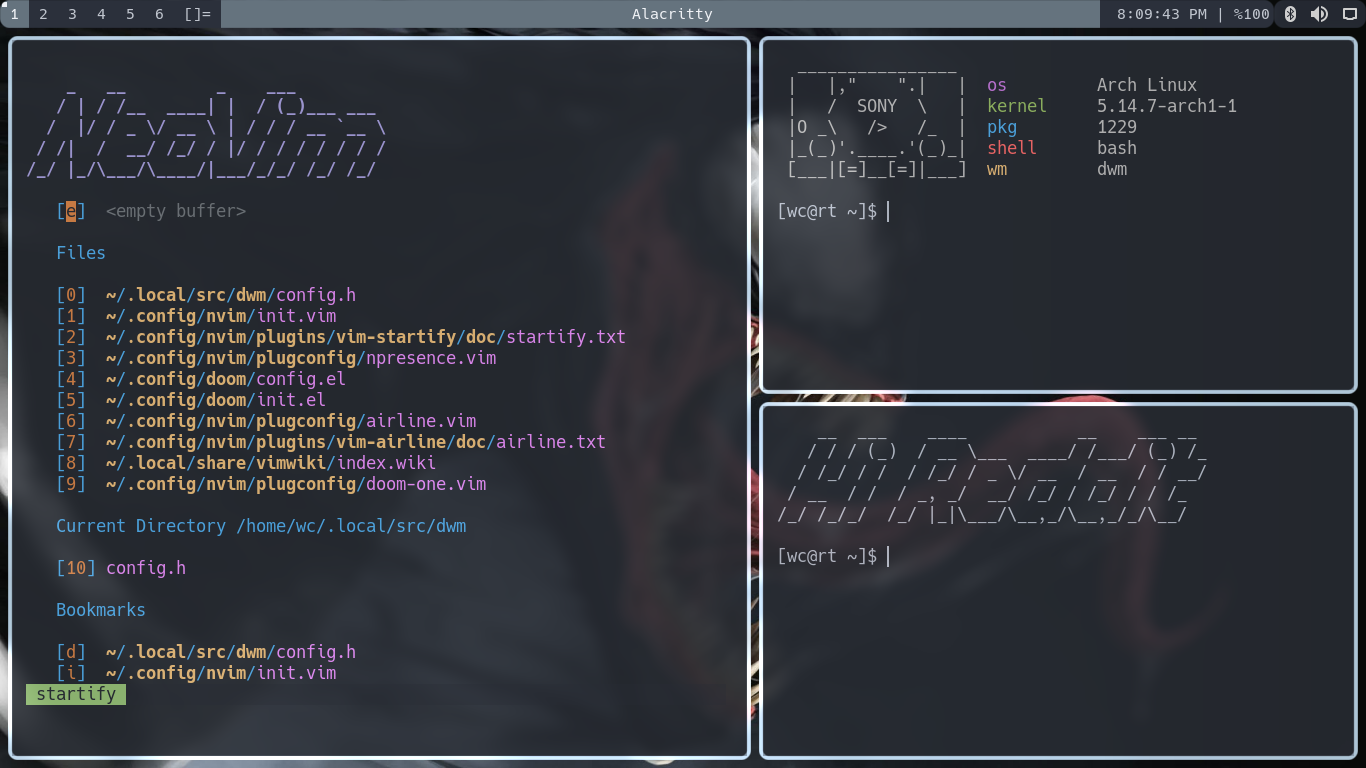 1 2 3 4 5 6 []= Alacritty 8:09:43 PM | %100
NeoVim
[e] <empty buffer>
Files
[0] ~/.local/src/dwm/config.h
[1] ~/.config/nvim/init.vim
[2] ~/.config/nvim/plugins/vim-startify/doc/startify.txt
[3] ~/.config/nvim/plugconfig/npresence.vim
[4] ~/.config/doom/config.el
[5] ~/.config/doom/init.el
[6] ~/.config/nvim/plugconfig/airline.vim
[7] ~/.config/nvim/plugins/vim-airline/doc/airline.txt
[8] ~/.local/share/vimwiki/index.wiki
[9] ~/.config/nvim/plugconfig/doom-one.vim
Current Directory /home/wc/.local/src/dwm
[10] config.h
Bookmarks
[d] ~/.local/src/dwm/config.h
[i] ~/.config/nvim/init.vim
startify
SONY
os Arch Linux
kernel 5.14.7-arch1-1
pkg 1229
shell bash
wm dwm
[wc@rt ~]$
Hi Reddit
[wc@rt ~]$